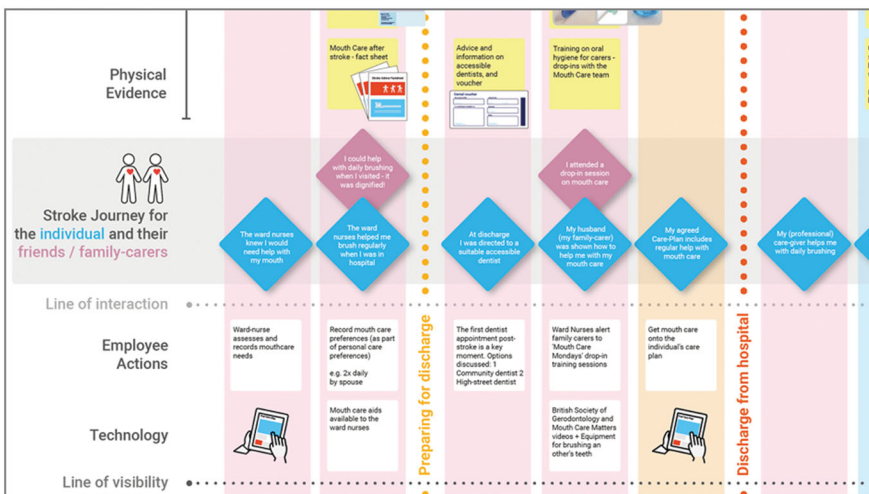 Physical
Evidence
Mouth Care after
stroke - fact sheet
Advice and
information on
accessible
dentists, and
voucher
Training on oral
hygiene for carers -
drop-ins with the
Mouth Care team
Stroke Journey for
the individual and their
friends / family-carers
I could help
with daily brushing
when I visited - it
was dignified!
I attended a
drop-in session
on mouth care
The ward nurses
knew I would
need help with
my mouth
The ward
nurses helped me
brush regularly
when I was in
hospital
At discharge
I was directed to a
suitable accessible
dentist
My husband
(my family-carer)
was shown how to
help me with my
mouth care
My agreed
Care-Plan includes
regular help with
mouth care
My (professional)
care-giver helps me
with daily brushing
Line of interaction
Preparing for discharge
Discharge from hospital
Employee
Actions
Ward-nurse
assesses and
records mouthcare
needs
Record mouth care
preferences (as part
of personal care
preferences)
e.g. 2x daily
by spouse
The first dentist
appointment post-
stroke is a key
moment. Options
discussed: 1
Community dentist 2
High-street dentist
Ward Nurses alert
family carers to
'Mouth Care
Mondays' drop-in
training sessions
Get mouth care
onto the
individual's care
plan
Technology
Mouth care aids
available to the
ward nurses
British Society of
Gerodontology and
Mouth Care Matters
videos + Equipment
for brushing an
other's teeth
Line of visibility